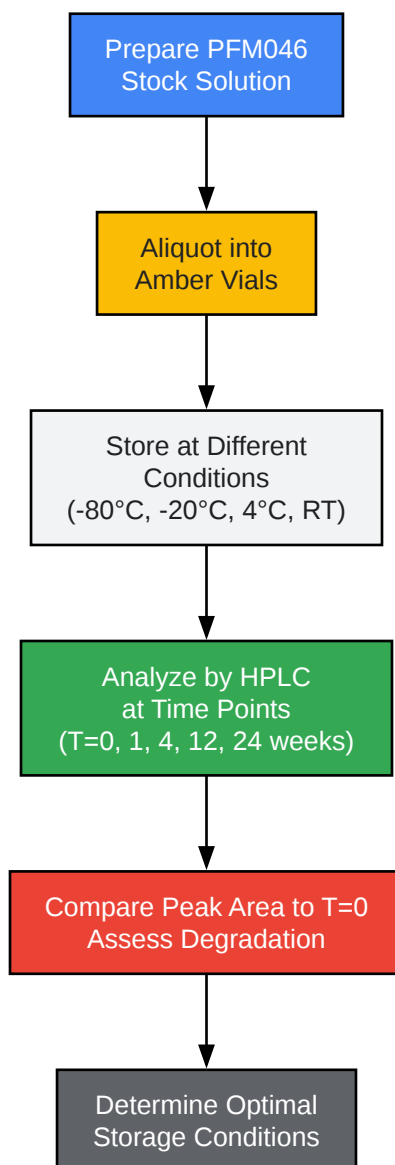 Prepare PFM046
Stock Solution
Aliquot into
Amber Vials
Store at Different
Conditions
(-80°C, -20°C, 4°C, RT)
Analyze by HPLC
at Time Points
(T=0, 1, 4, 12, 24 weeks)
Compare Peak Area to T=0
Assess Degradation
Determine Optimal
Storage Conditions